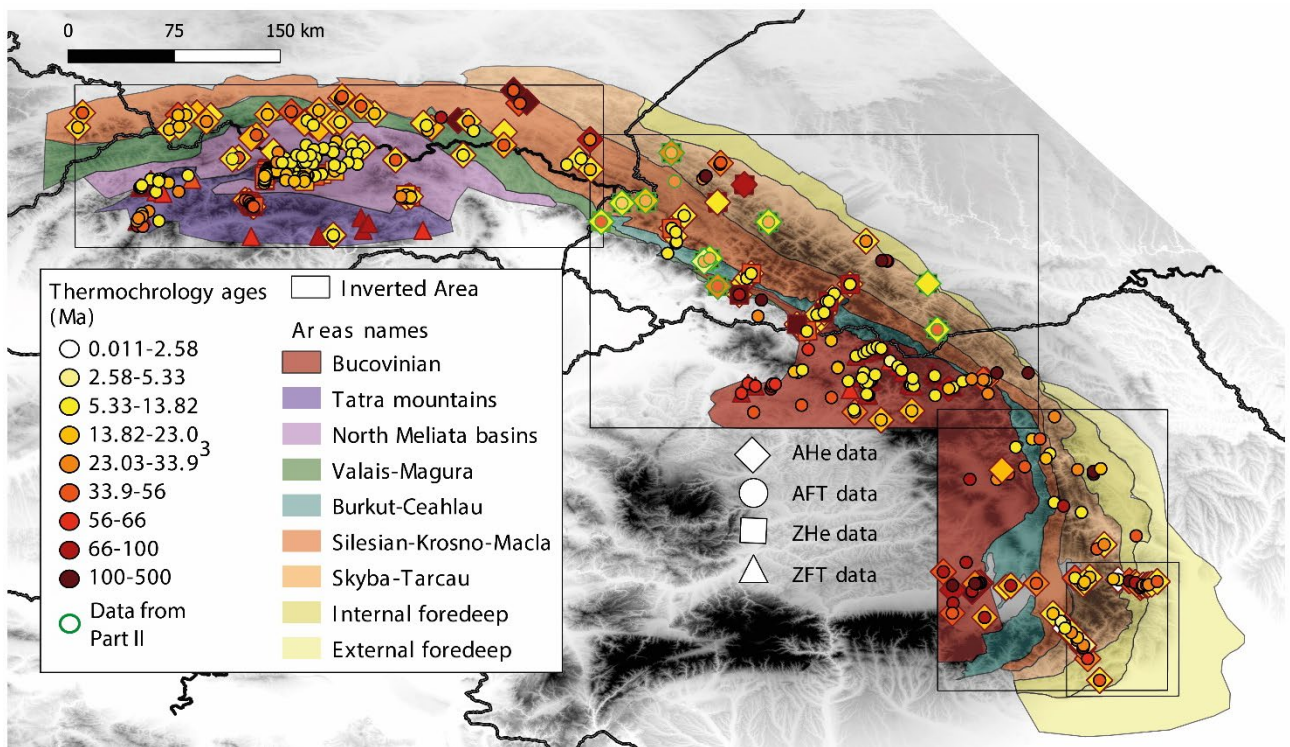 0 75 150 km
Thermochrology ages
(Ma)
0.011-2.58
2.58-5.33
5.33-13.82
13.82-23.0
3
23.03-33.9
33.9-56
56-66
66-100
100-500
Data from
Part II
Inverted Area
Areas names
Bucovinian
Tatra mountains
North Meliata basins
Valais-Magura
Burkut-Ceahlau
Silesian-Krosno-Macla
Skyba-Tarcau
Internal foredeep
External foredeep
AHe data
AFT data
ZHe data
ZFT data